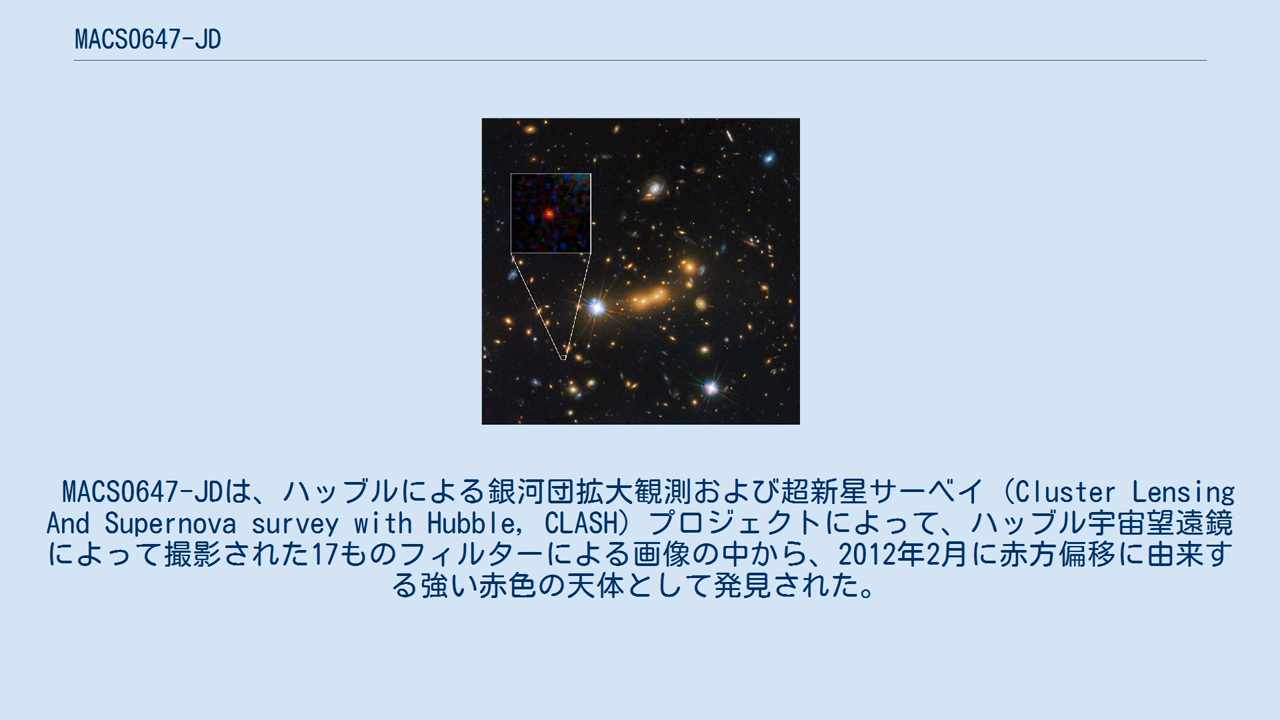 MACS0647-JD
MACS0647-JDは、ハッブルによる銀河団拡大観測および超新星サーベイ（Cluster Lensing
And Supernova survey with Hubble, CLASH）プロジェクトによって、ハッブル宇宙望遠鏡
によって撮影された17ものフィルターによる画像の中から、2012年2月に赤方偏移に由来す
る強い赤色の天体として発見された。